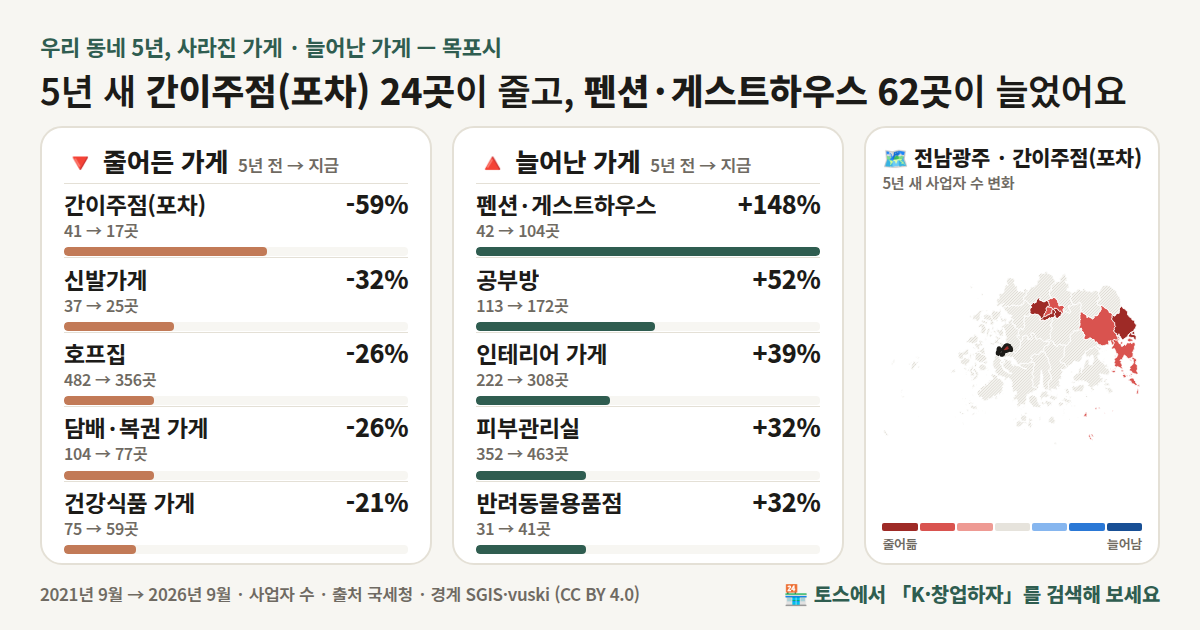 우리 동네 5년, 사라진 가게 · 늘어난 가게 — 목포시
5년 새 간이주점(포차) 24곳이 줄고, 펜션·게스트하우스 62곳이 늘었어요
줄어든 가게 5년 전 → 지금
간이주점(포차) -59%
41 → 17곳
신발가게 -32%
37 → 25곳
호프집 -26%
482 → 356곳
담배·복권 가게 -26%
104 → 77곳
건강식품 가게 -21%
75 → 59곳
늘어난 가게 5년 전 → 지금
펜션·게스트하우스 +148%
42 → 104곳
공부방 +52%
113 → 172곳
인테리어 가게 +39%
222 → 308곳
피부관리실 +32%
352 → 463곳
반려동물용품점 +32%
31 → 41곳
전남광주 · 간이주점(포차)
5년 새 사업자 수 변화
줄어듦 늘어남
2021년 9월 → 2026년 9월 · 사업자 수 · 출처 국세청 · 경계 SGIS·vuski (CC BY 4.0)
토스에서 「K·창업하자」를 검색해 보세요